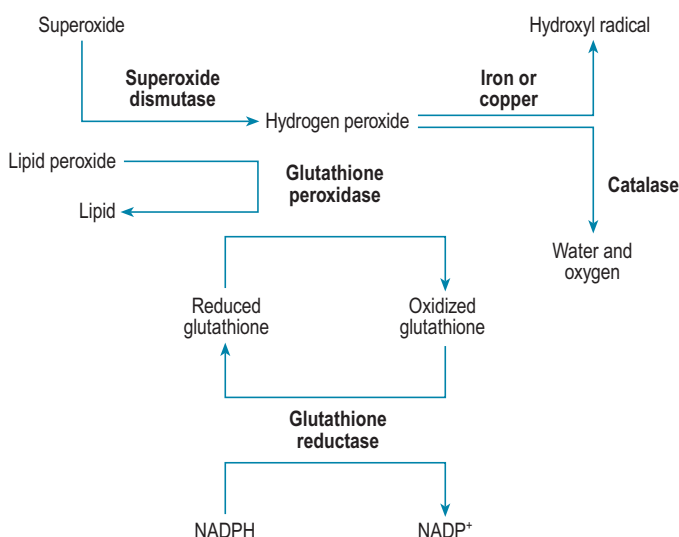 Superoxide
Hydroxyl radical
Superoxide
dismutase
Iron or
copper
Hydrogen peroxide
Lipid peroxide
Glutathione
peroxidase
Catalase
Lipid
Water and
oxygen
Reduced
glutathione
Oxidized
glutathione
Glutathione
reductase
NADPH
NADP⁺